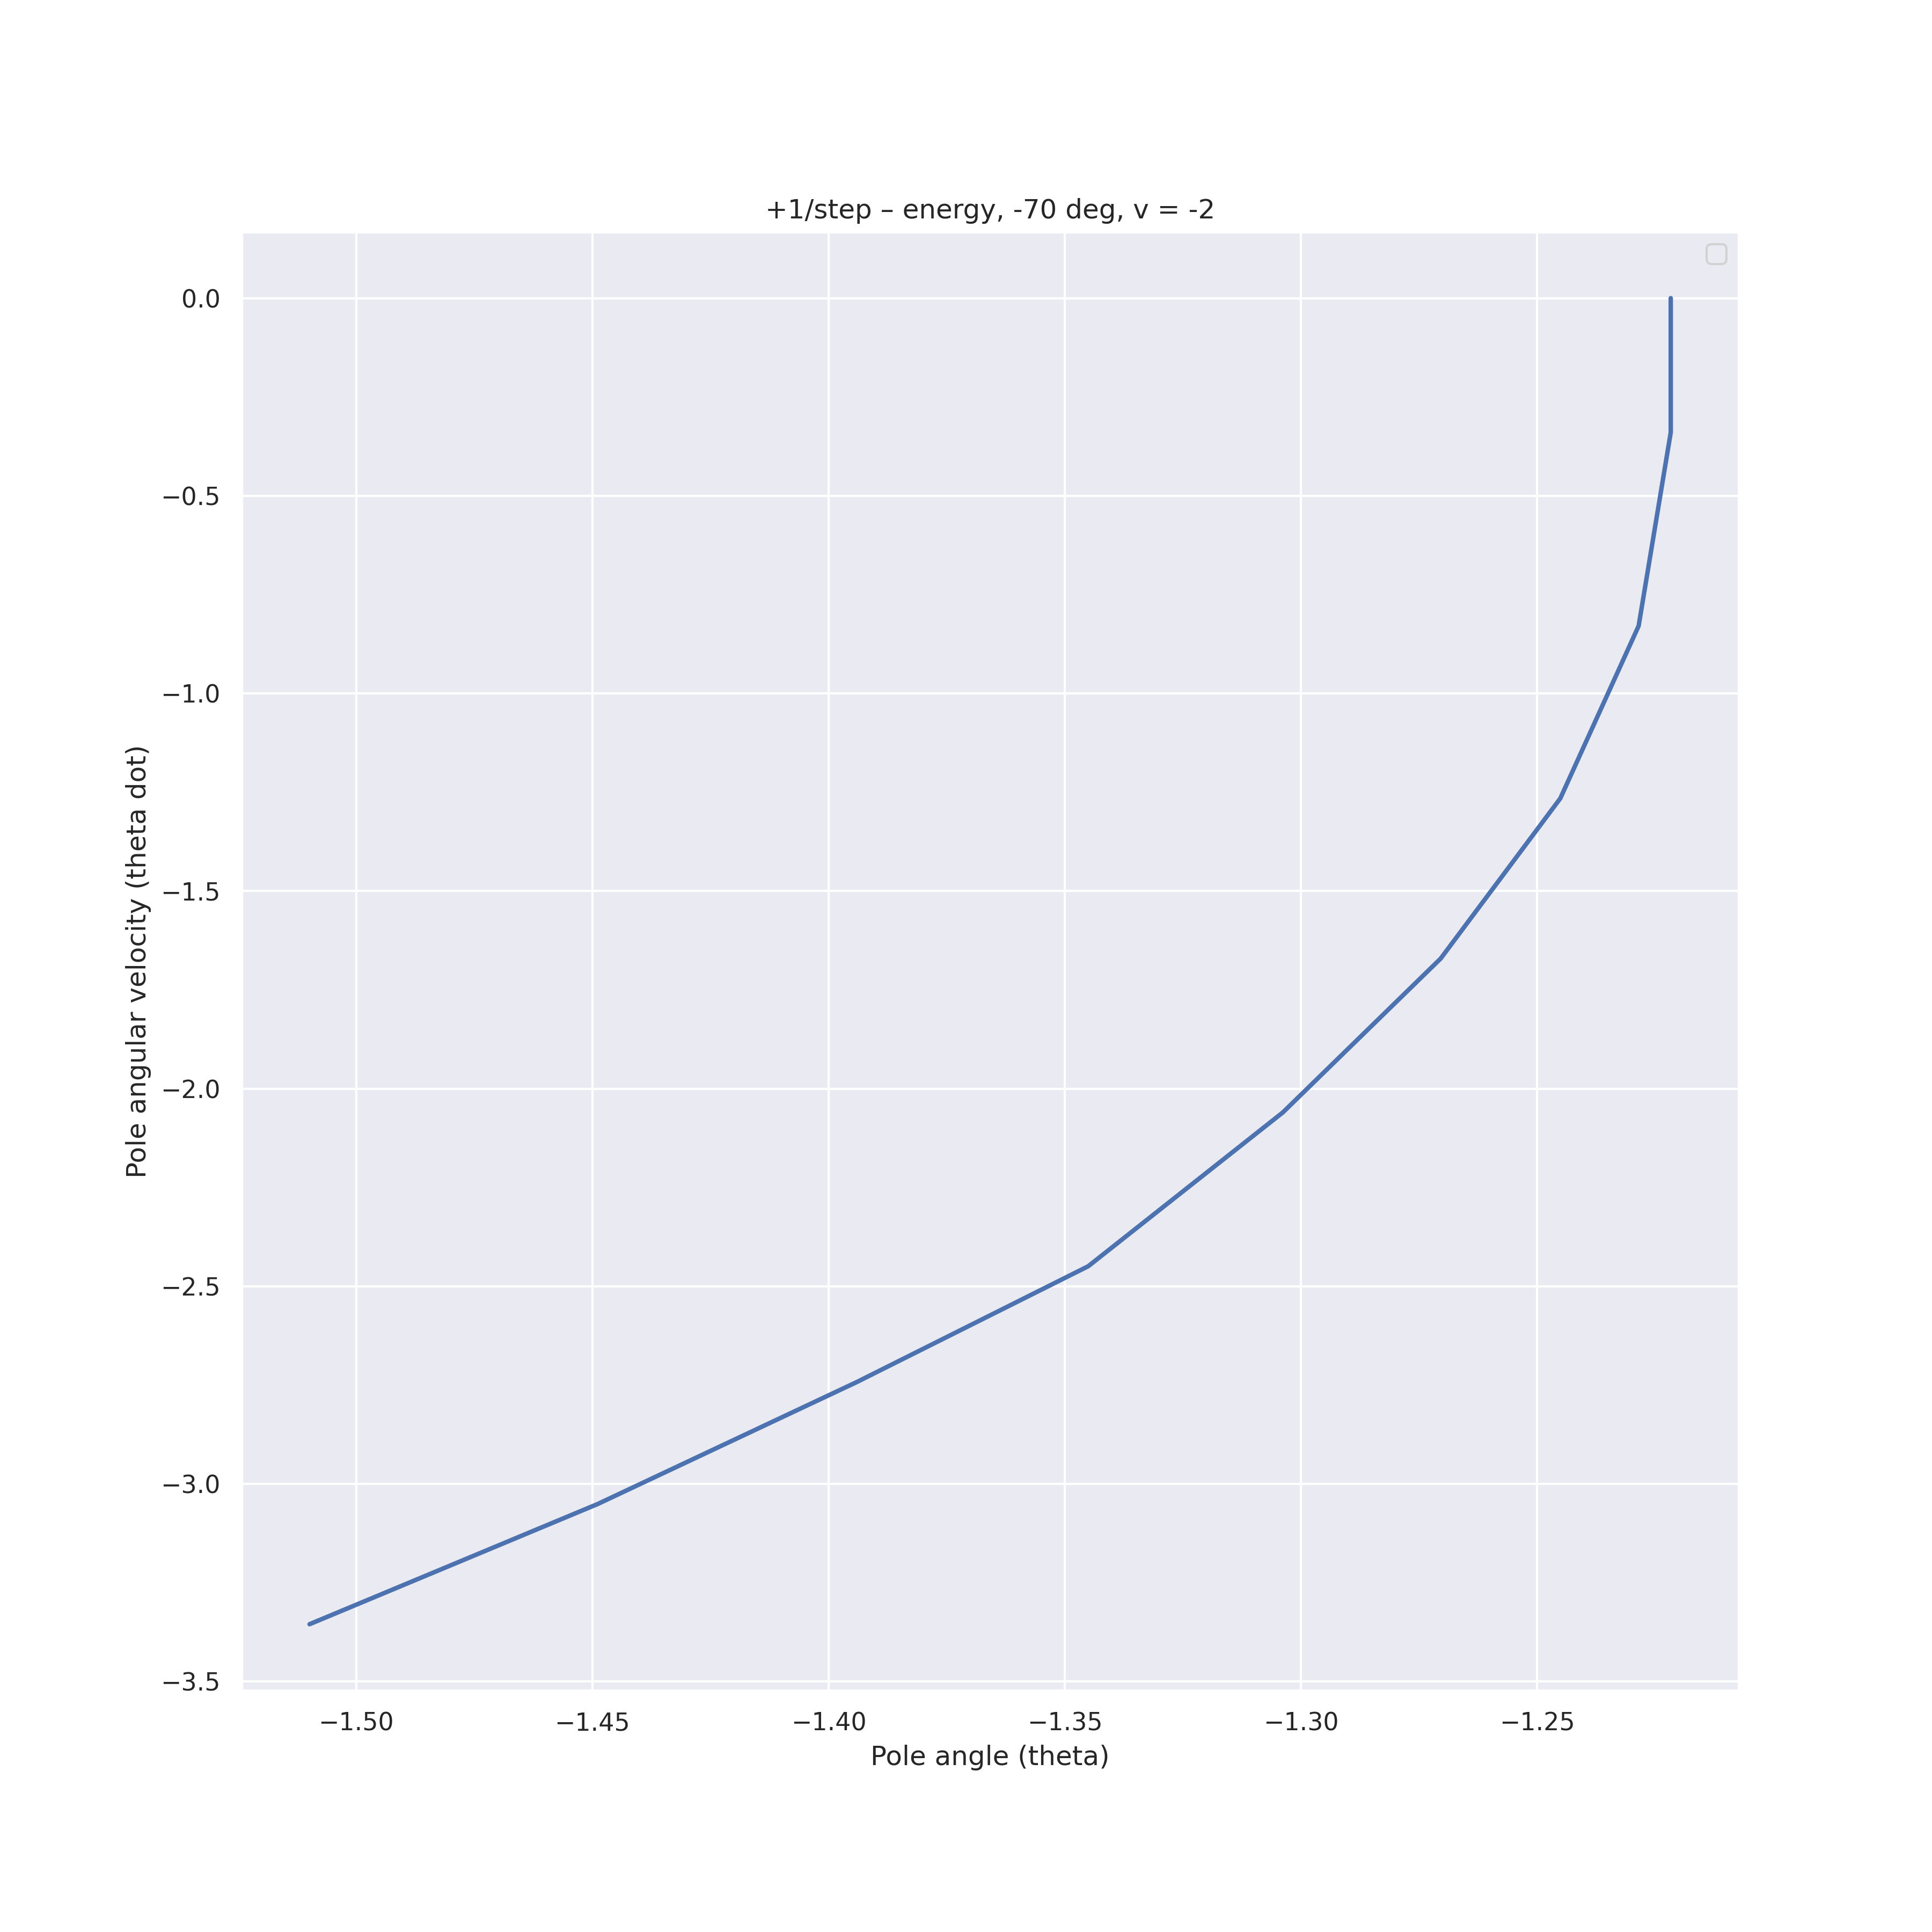 +1/step – energy, -70 deg, v = -2
0.0
−0.5
−1.0
−1.5
−2.0
−2.5
−3.0
−3.5
Pole angular velocity (theta dot)
−1.50 −1.45 −1.40 −1.35 −1.30 −1.25
Pole angle (theta)